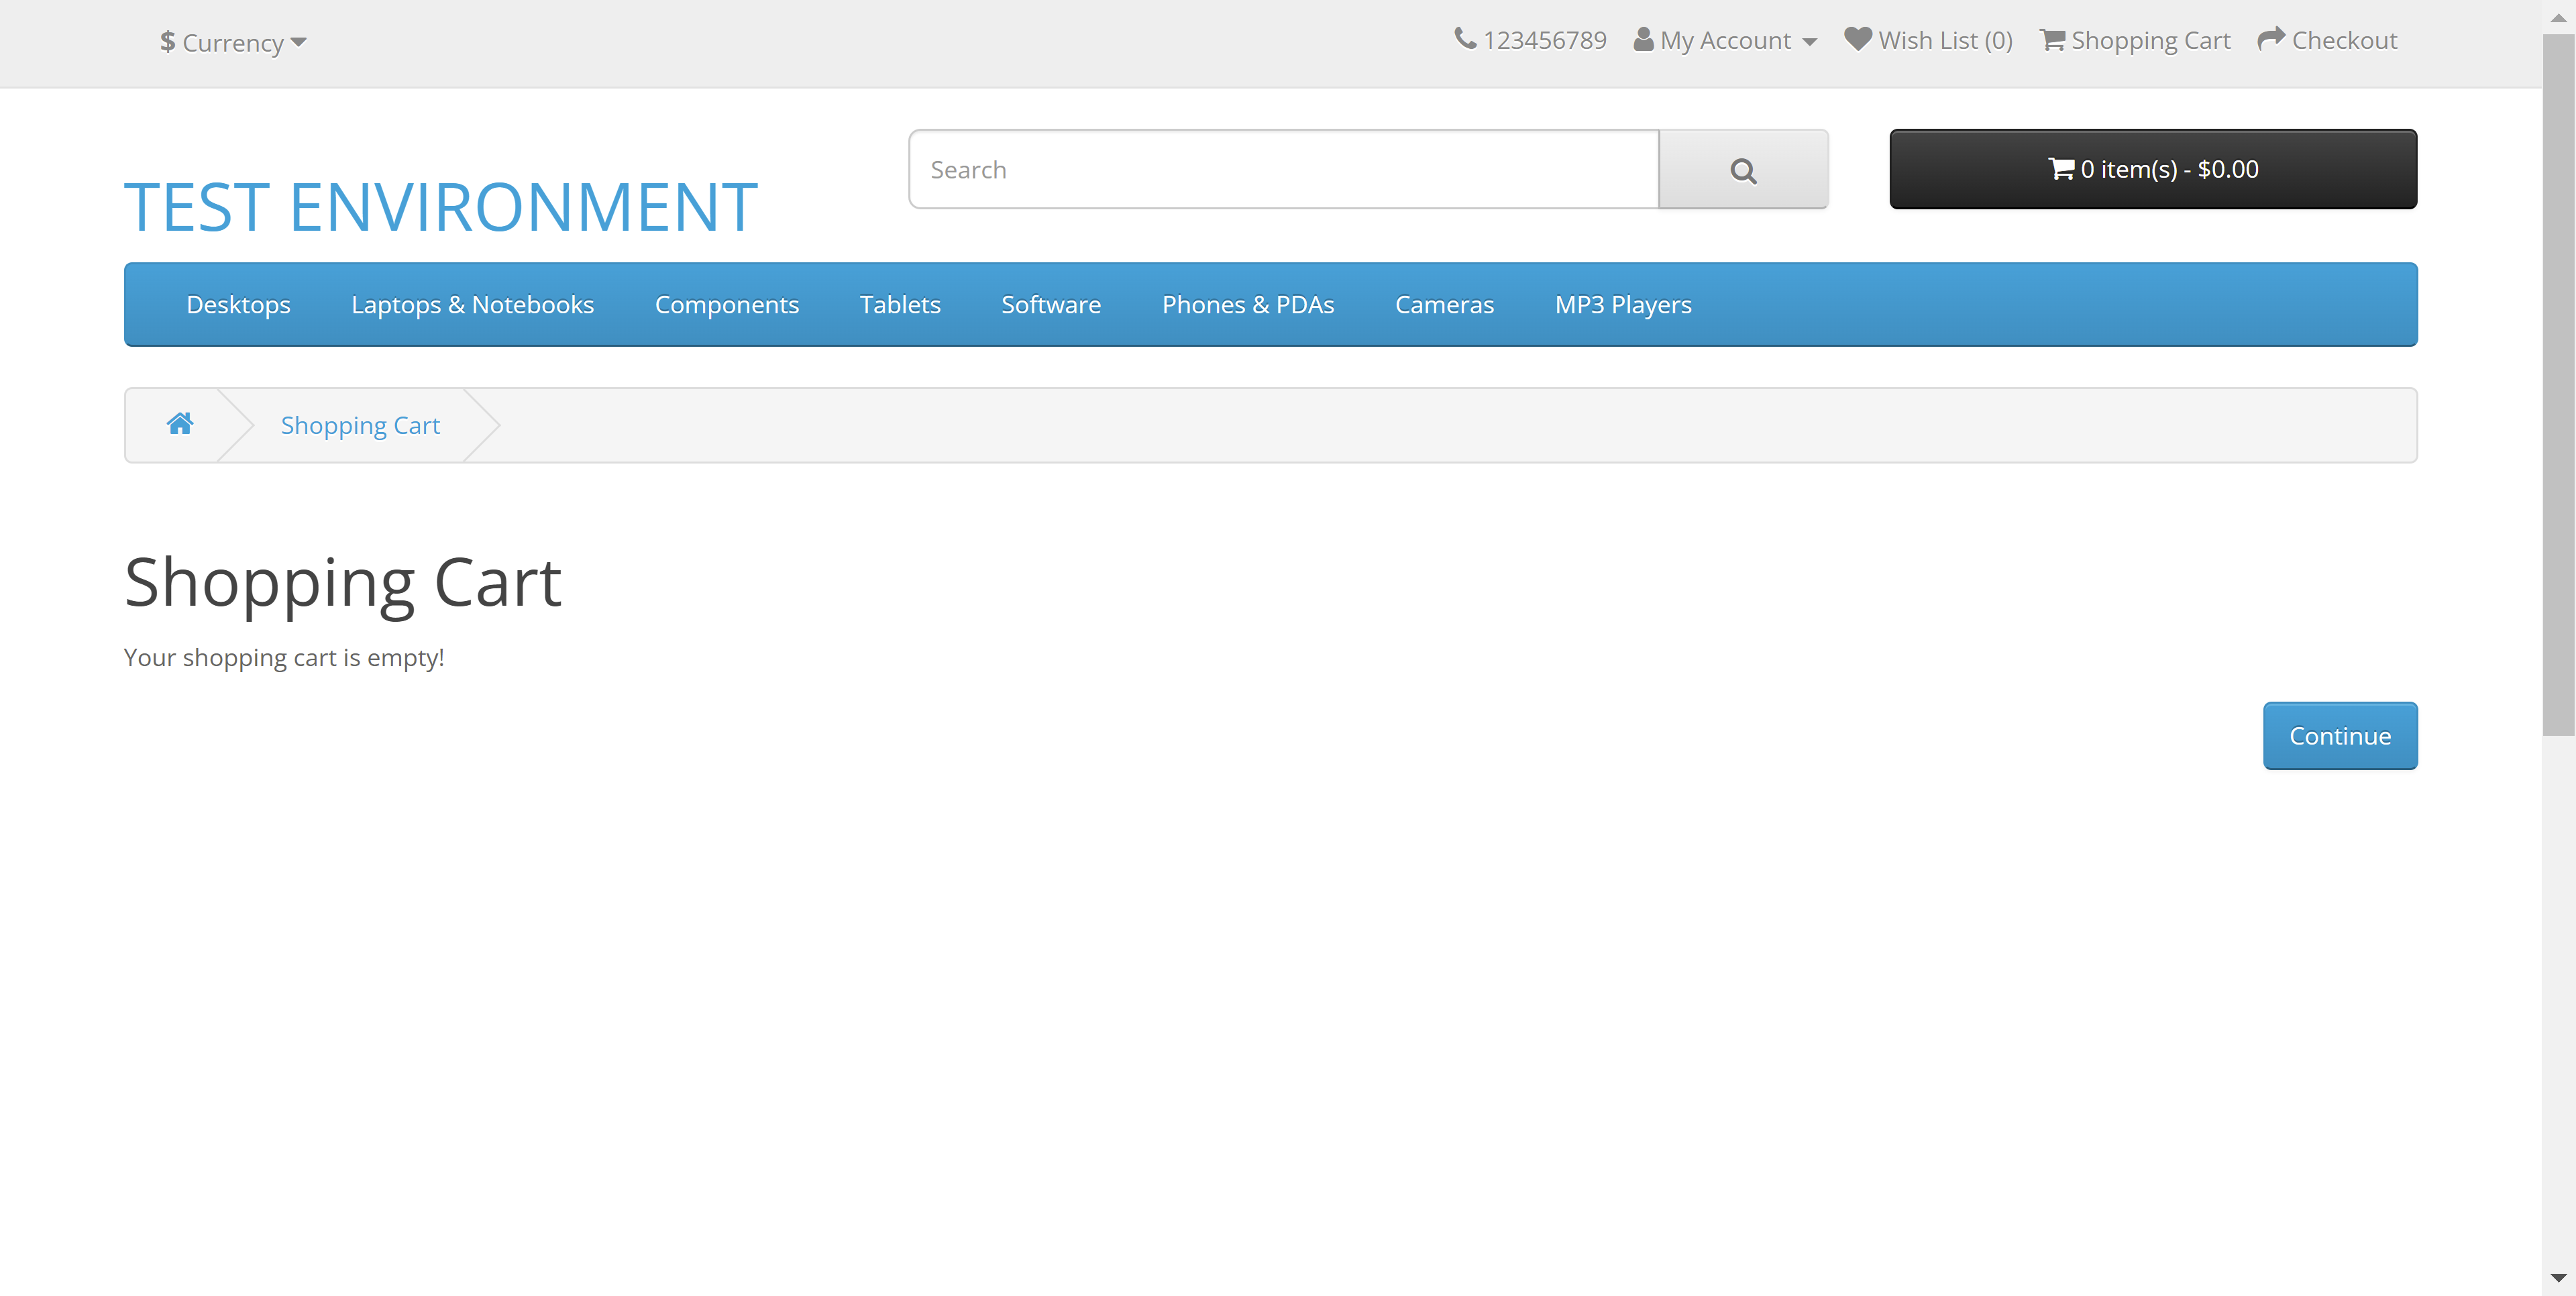 $ Currency
123456789 My Account Wish List (0) Shopping Cart Checkout
TEST ENVIRONMENT
Search
0 item(s) - $0.00
Desktops Laptops & Notebooks Components Tablets Software Phones & PDAs Cameras MP3 Players
Shopping Cart
Shopping Cart
Your shopping cart is empty!
Continue